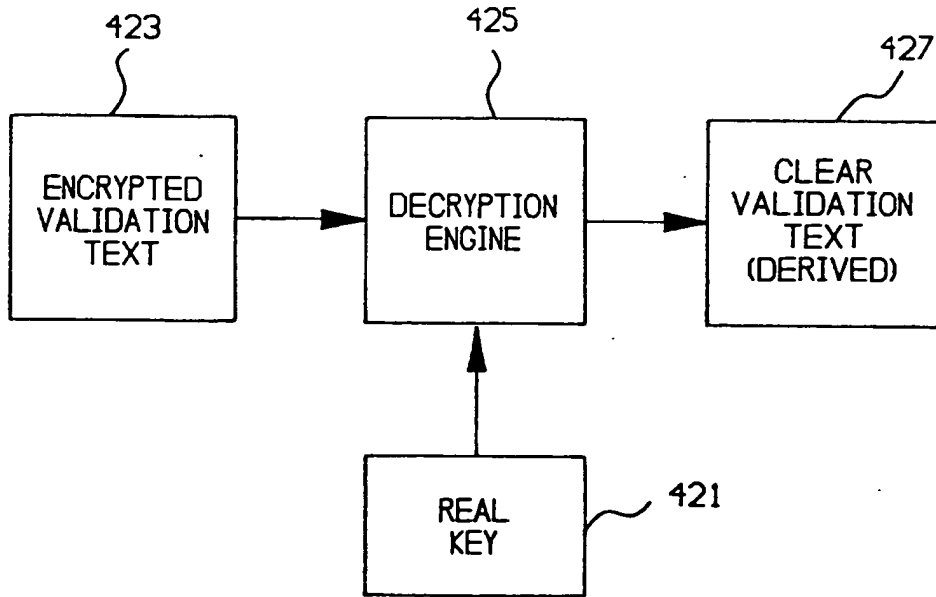 423
425
427
ENCRYPTED
VALIDATION
TEXT
DECRYPTION
ENGINE
CLEAR
VALIDATION
TEXT
(DERIVED)
REAL
KEY
421